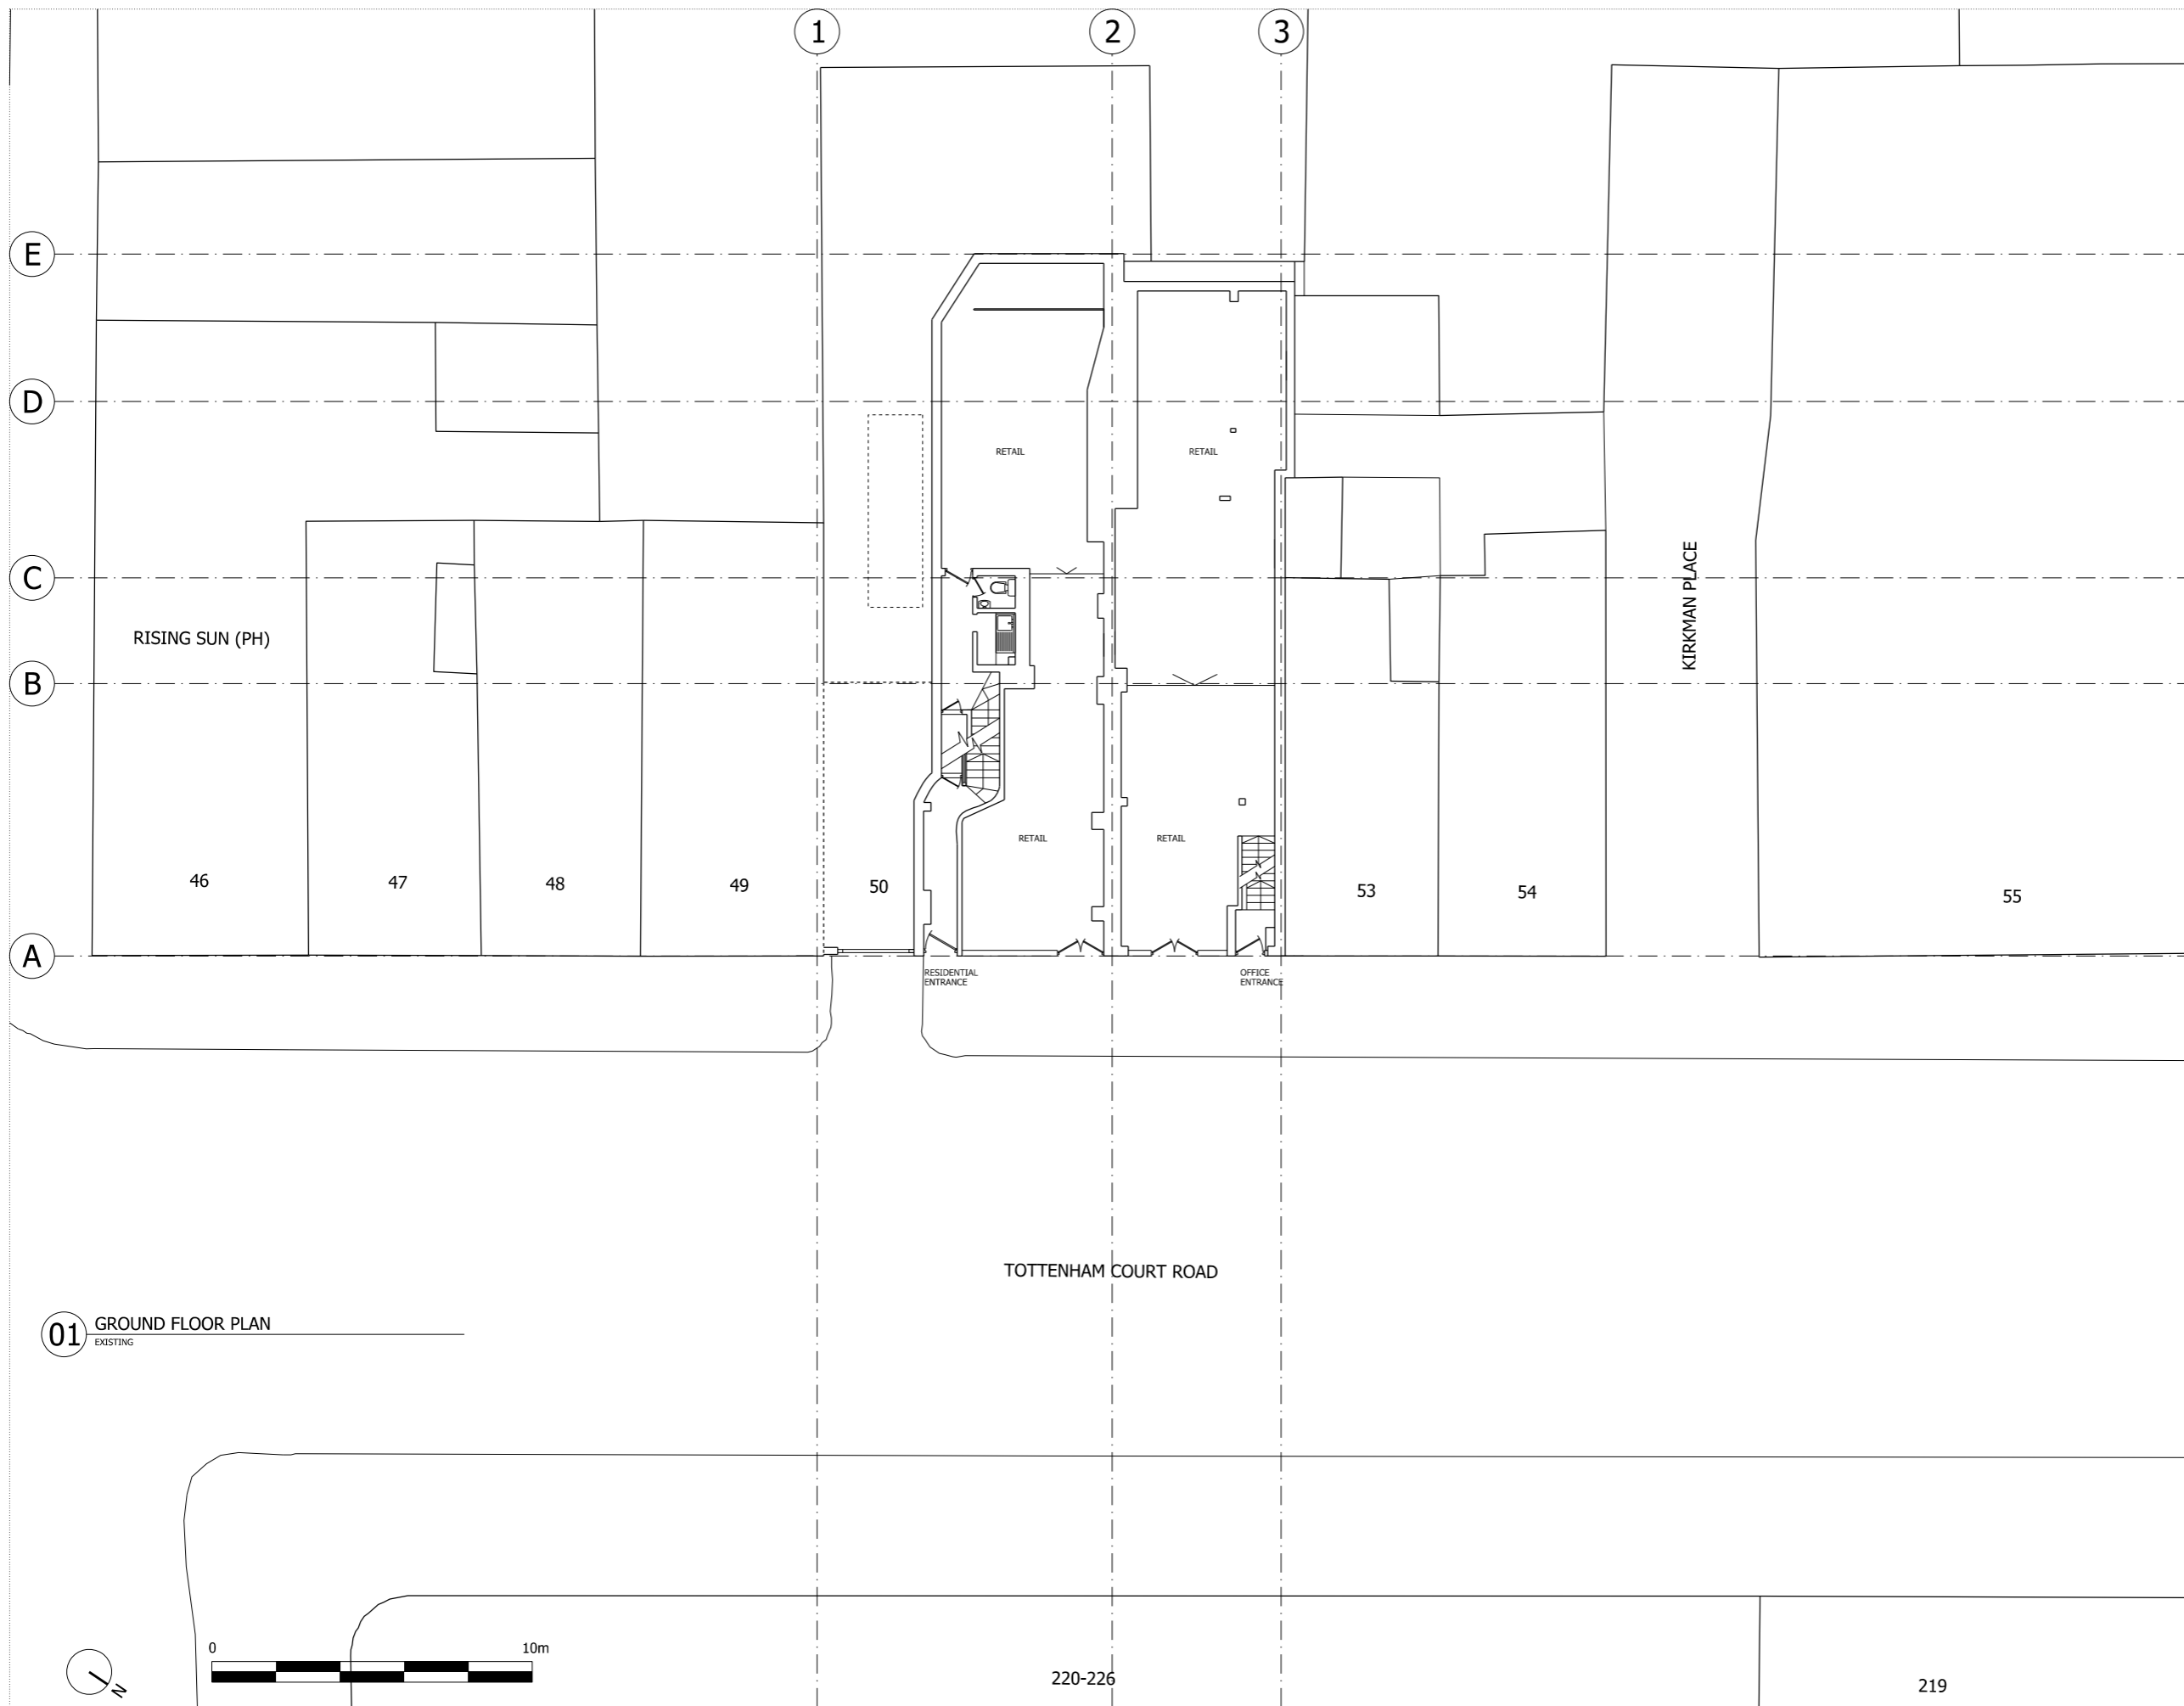 1
2
3
E
D
RETAIL
RETAIL
C
KIRKMAN PLACE
RISING SUN (PH)
B
RETAIL
RETAIL
46
47
48
49
50
53
54
55
A
RESIDENTIAL
ENTRANCE
OFFICE
ENTRANCE
TOTTENHAM COURT ROAD
01
GROUND FLOOR PLAN
EXISTING
0
10m
N
220-226
219